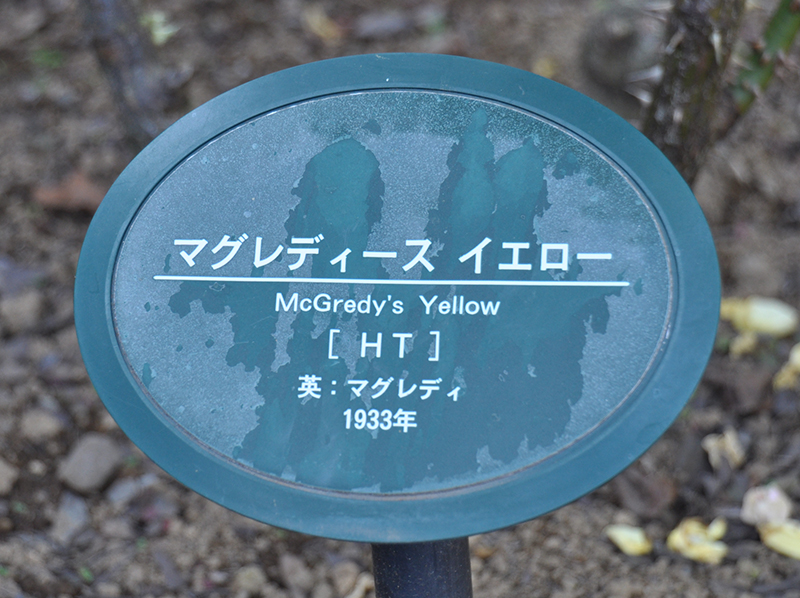 マグレディース イエロー
McGredy's Yellow
[ HT ]
英：マグレディ
1933年